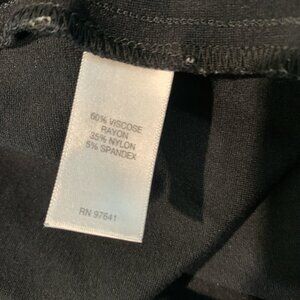 60% VISCOSE
RAYON
35% NYLON
5% SPANDEX
RN 97641